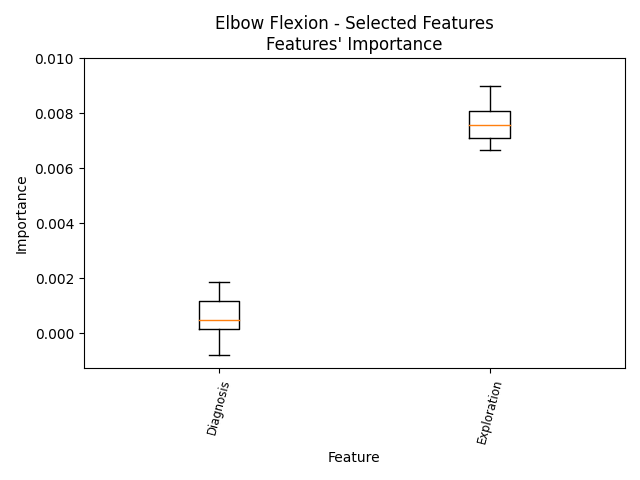 Elbow Flexion - Selected Features
Features' Importance
0.010
0.008
0.006
0.004
0.002
0.000
Importance
Diagnosis
Exploration
Feature